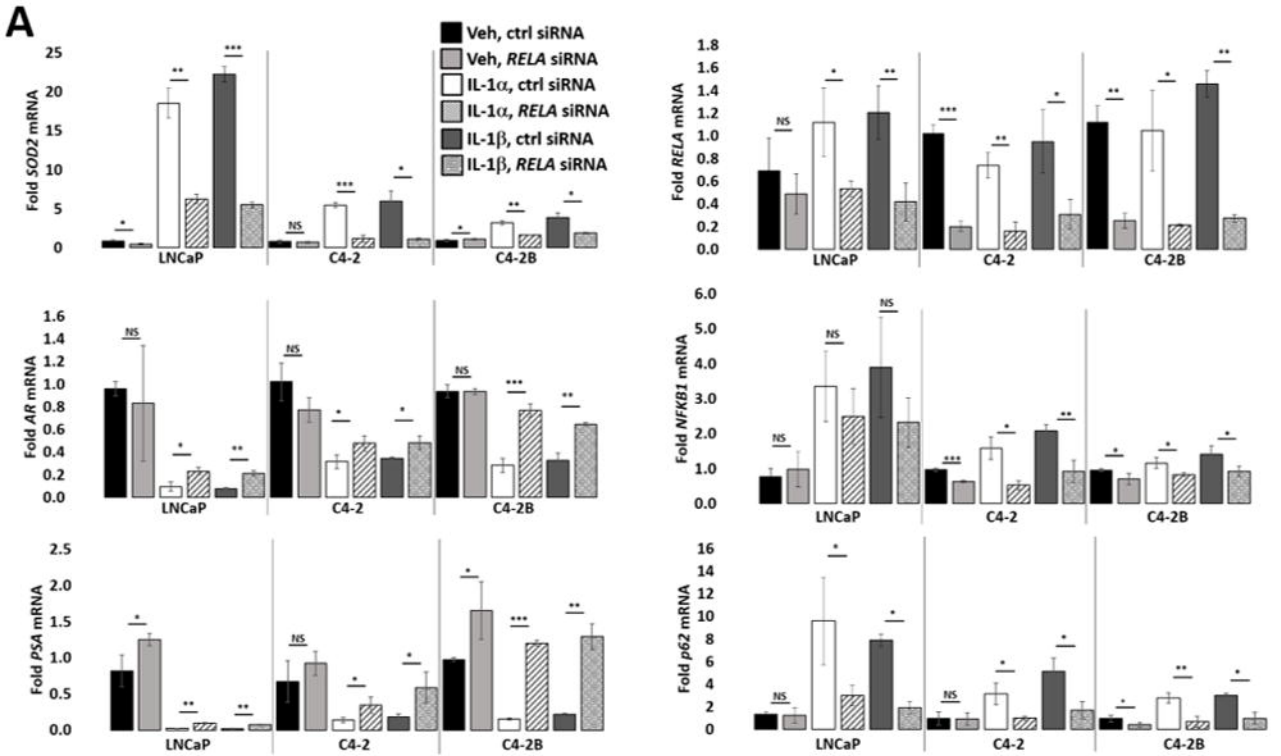 A
Veh, ctrl siRNA
Veh, RELA siRNA
IL-1α, ctrl siRNA
IL-1α, RELA siRNA
IL-1β, ctrl siRNA
IL-1β, RELA siRNA
Fold SOD2 mRNA
25
20
15
10
5
0
* ** *** NS *** * * ** *
LNCaP C4-2 C4-2B
Fold RELA mRNA
1.8
1.6
1.4
1.2
1.0
0.8
0.6
0.4
0.2
0.0
NS * ** *** ** * ** * **
LNCaP C4-2 C4-2B
Fold AR mRNA
1.6
1.4
1.2
1.0
0.8
0.6
0.4
0.2
0.0
NS * ** NS * * NS *** **
LNCaP C4-2 C4-2B
Fold NFKB1 mRNA
6.0
5.0
4.0
3.0
2.0
1.0
0.0
NS NS NS *** * ** * * *
LNCaP C4-2 C4-2B
Fold PSA mRNA
2.5
2.0
1.5
1.0
0.5
0.0
* ** ** NS * * * *** **
LNCaP C4-2 C4-2B
Fold p62 mRNA
16
14
12
10
8
6
4
2
0
NS * * NS * * * ** *
LNCaP C4-2 C4-2B